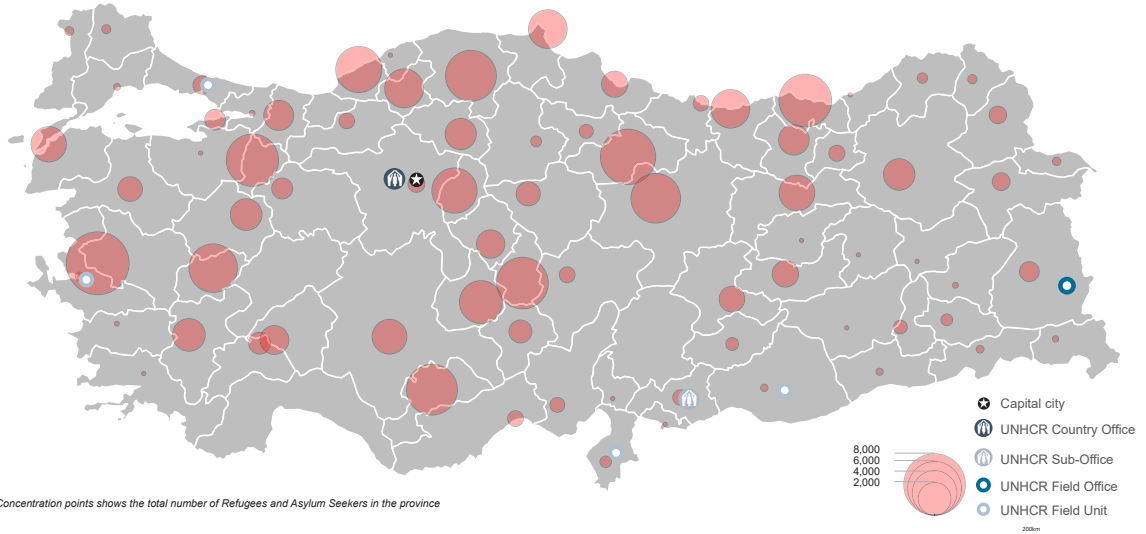 Capital city
UNHCR Country Office
8,000
6,000
4,000
2,000
UNHCR Sub-Office
UNHCR Field Office
UNHCR Field Unit
Concentration points shows the total number of Refugees and Asylum Seekers in the province
200km